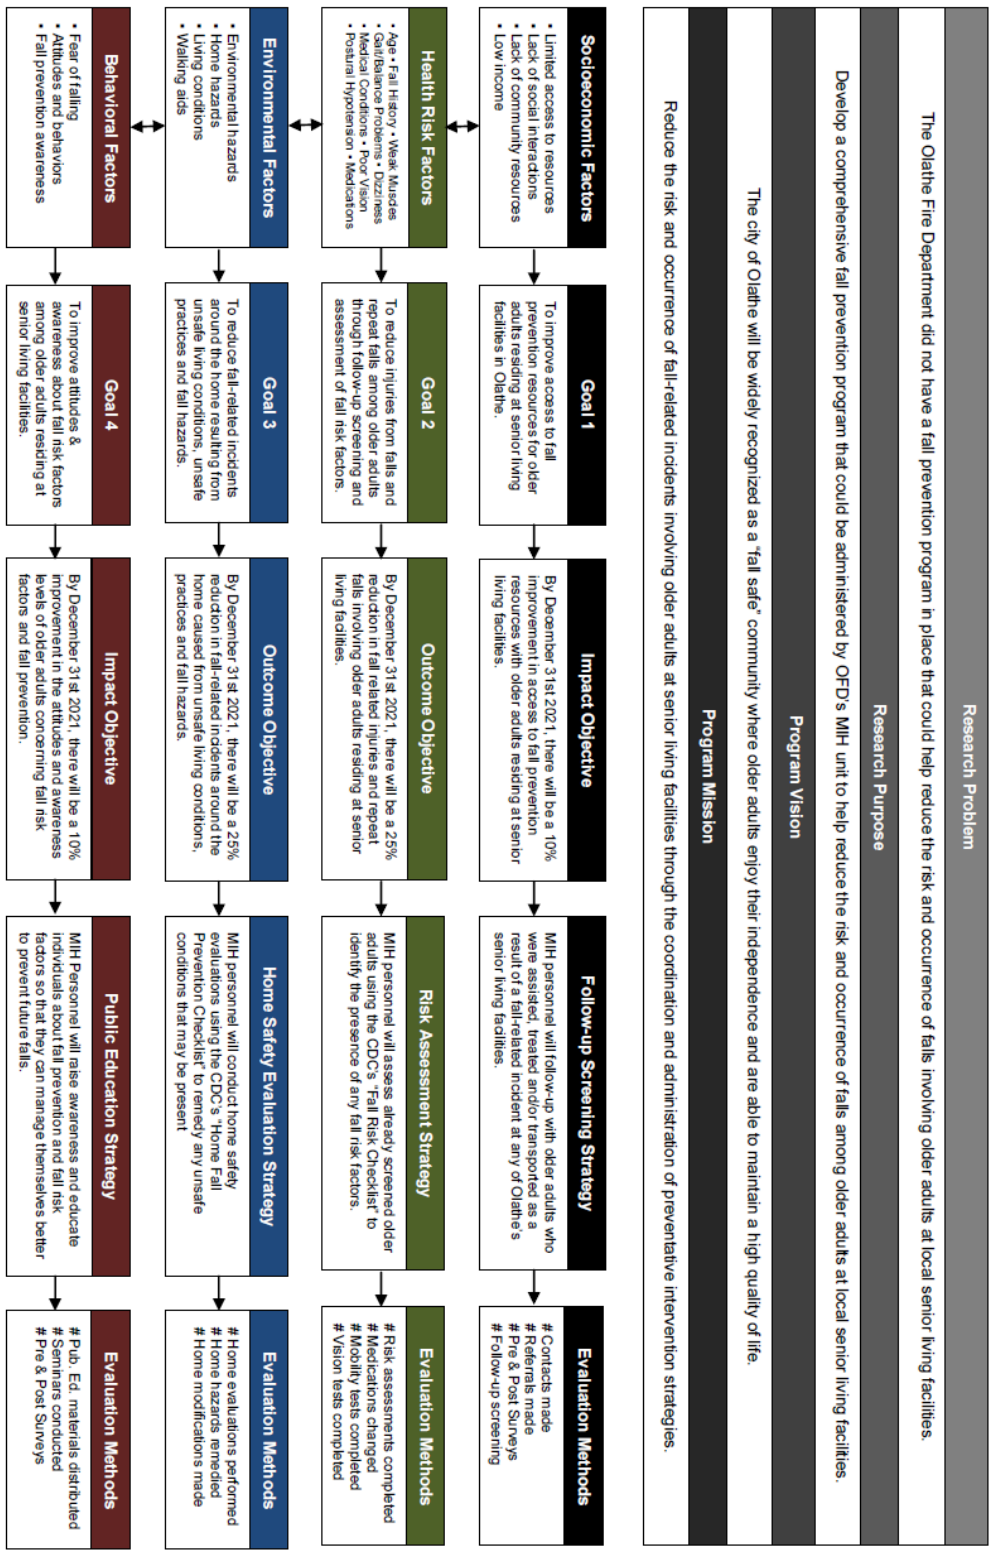 Research Problem
The Olathe Fire Department did not have a fall prevention program in place that could help reduce the risk and occurrence of falls involving older adults at local senior living facilities.
Research Purpose
Develop a comprehensive fall prevention program that could be administered by OFD's MIH unit to help reduce the risk and occurrence of falls among older adults at local senior living facilities.
Program Vision
The city of Olathe will be widely recognized as a "fall safe" community where older adults enjoy their independence and are able to maintain a high quality of life.
Program Mission
Reduce the risk and occurrence of fall-related incidents involving older adults at senior living facilities through the coordination and administration of preventative intervention strategies.
Socioeconomic Factors
• Limited access to resources
• Lack of social interactions
• Lack of community resources
• Low income
Goal 1
To improve access to fall
prevention resources for older
adults residing at senior living
facilities in Olathe.
Impact Objective
By December 31st 2021, there will be a 10%
improvement in access to fall prevention
resources with older adults residing at senior
living facilities.
Follow-up Screening Strategy
MIH personnel will follow-up with older adults who
were assisted, treated and/or transported as a
result of a fall-related incident at any of Olathe's
senior living facilities.
Evaluation Methods
# Contacts made
# Referrals made
# Pre & Post Surveys
# Follow-up screening
Health Risk Factors
Age • Fall History • Weak Muscles
Gait/Balance Problems • Dizziness
Medical Conditions • Poor Vision
Postural Hypotension • Medications
Goal 2
To reduce injuries from falls and
repeat falls among older adults
through follow-up screening and
assessment of fall risk factors.
Outcome Objective
By December 31st 2021, there will be a 25%
reduction in fall related injuries and repeat
falls involving older adults residing at senior
living facilities.
Risk Assessment Strategy
MIH personnel will assess already screened older
adults using the CDC's "Fall Risk Checklist" to
identify the presence of any fall risk factors.
Evaluation Methods
# Risk assessments completed
# Medications changed
# Mobility tests completed
# Vision tests completed
Environmental Factors
• Environmental hazards
• Home hazards
• Living conditions
• Walking aids
Goal 3
To reduce fall-related incidents
around the home resulting from
unsafe living conditions, unsafe
practices and fall hazards.
Outcome Objective
By December 31st 2021, there will be a 25%
reduction in fall-related incidents around the
home caused from unsafe living conditions,
practices and fall hazards.
Home Safety Evaluation Strategy
MIH personnel will conduct home safety
evaluations using the CDC's "Home Fall
Prevention Checklist" to remedy any unsafe
conditions that may be present
Evaluation Methods
# Home evaluations performed
# Home hazards remedied
# Home modifications made
Behavioral Factors
• Fear of falling
• Attitudes and behaviors
• Fall prevention awareness
Goal 4
To improve attitudes &
awareness about fall risk factors
among older adults residing at
senior living facilities.
Impact Objective
By December 31st 2021, there will be a 10%
improvement in the attitudes and awareness
levels of older adults concerning fall risk
factors and fall prevention.
Public Education Strategy
MIH Personnel will raise awareness and educate
individuals about fall prevention and fall risk
factors so that they can manage themselves better
to prevent future falls.
Evaluation Methods
# Pub. Ed. materials distributed
# Seminars conducted
# Pre & Post Surveys